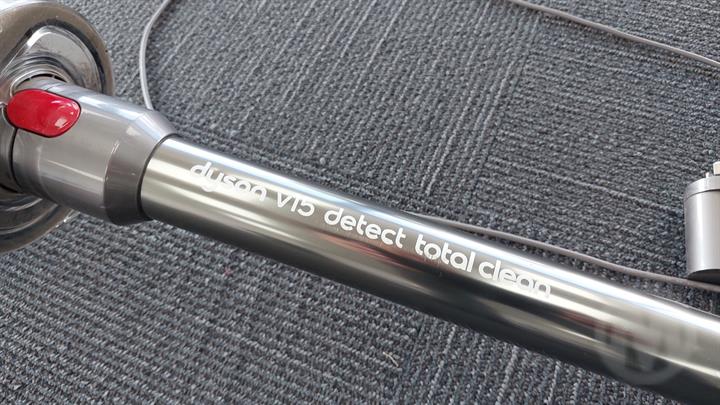 dyson v15 detect total clean